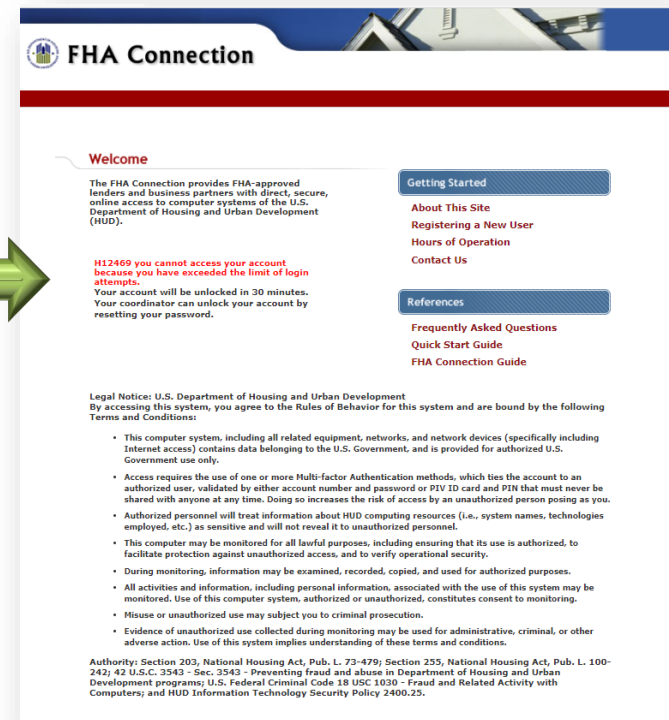 FHA Connection
Welcome
The FHA Connection provides FHA-approved
lenders and business partners with direct, secure,
online access to computer systems of the U.S.
Department of Housing and Urban Development
(HUD).
H12469 you cannot access your account
because you have exceeded the limit of login
attempts.
Your account will be unlocked in 30 minutes.
Your coordinator can unlock your account by
resetting your password.
Getting Started
About This Site
Registering a New User
Hours of Operation
Contact Us
References
Frequently Asked Questions
Quick Start Guide
FHA Connection Guide
Legal Notice: U.S. Department of Housing and Urban Development
By accessing this system, you agree to the Rules of Behavior for this system and are bound by the following
Terms and Conditions:
• This computer system, including all related equipment, networks, and network devices (specifically including
Internet access) contains data belonging to the U.S. Government, and is provided for authorized U.S.
Government use only.
• Access requires the use of one or more Multi-factor Authentication methods, which ties the account to an
authorized user, validated by either account number and password or PIV ID card and PIN that must never be
shared with anyone at any time. Doing so increases the risk of access by an unauthorized person posing as you.
• Authorized personnel will treat information about HUD computing resources (i.e., system names, technologies
employed, etc.) as sensitive and will not reveal it to unauthorized personnel.
• This computer may be monitored for all lawful purposes, including ensuring that its use is authorized, to
facilitate protection against unauthorized access, and to verify operational security.
• During monitoring, information may be examined, recorded, copied, and used for authorized purposes.
• All activities and information, including personal information, associated with the use of this system may be
monitored. Use of this computer system, authorized or unauthorized, constitutes consent to monitoring.
• Misuse or unauthorized use may subject you to criminal prosecution.
• Evidence of unauthorized use collected during monitoring may be used for administrative, criminal, or other
adverse action. Use of this system implies understanding of these terms and conditions.
Authority: Section 203, National Housing Act, Pub. L. 73-479; Section 255, National Housing Act, Pub. L. 100-
242; 42 U.S.C. 3543 - Sec. 3543 - Preventing fraud and abuse in Department of Housing and Urban
Development programs; U.S. Federal Criminal Code 18 USC 1030 - Fraud and Related Activity with
Computers; and HUD Information Technology Security Policy 2400.25.